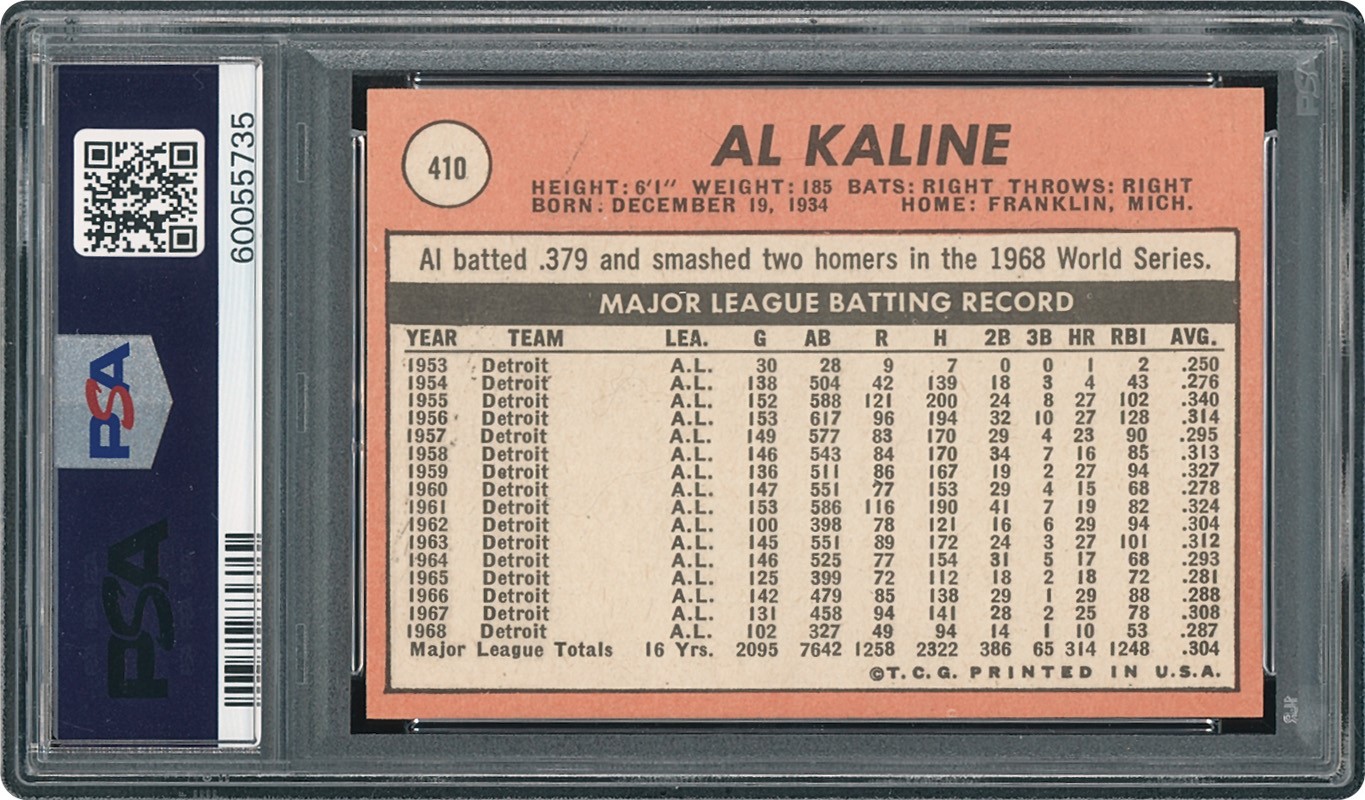 60055735
PSA
PSA
410
AL KALINE
HEIGHT: 6'1" WEIGHT: 185 BATS: RIGHT THROWS: RIGHT
BORN: DECEMBER 19, 1934 HOME: FRANKLIN, MICH.
Al batted .379 and smashed two homers in the 1968 World Series.
MAJOR LEAGUE BATTING RECORD
YEAR TEAM LEA. G AB R H 2B 3B HR RBI AVG.
1953 Detroit A.L. 30 28 9 7 0 0 1 2 .250
1954 Detroit A.L. 138 504 42 139 18 3 4 43 .276
1955 Detroit A.L. 152 588 121 200 24 8 27 102 .340
1956 Detroit A.L. 153 617 96 194 32 10 27 128 .314
1957 Detroit A.L. 149 577 83 170 29 4 23 90 .295
1958 Detroit A.L. 146 543 84 170 34 7 16 85 .313
1959 Detroit A.L. 136 511 86 167 19 2 27 94 .327
1960 Detroit A.L. 147 551 77 153 29 4 15 68 .278
1961 Detroit A.L. 153 586 116 190 41 7 19 82 .324
1962 Detroit A.L. 100 398 78 121 16 6 29 94 .304
1963 Detroit A.L. 145 551 89 172 24 3 27 101 .312
1964 Detroit A.L. 146 525 77 154 31 5 17 68 .293
1965 Detroit A.L. 125 399 72 112 18 2 18 72 .281
1966 Detroit A.L. 142 479 85 138 29 1 29 88 .288
1967 Detroit A.L. 131 458 94 141 28 2 25 78 .308
1968 Detroit A.L. 102 327 49 94 14 1 10 53 .287
Major League Totals 16 Yrs. 2095 7642 1258 2322 386 65 314 1248 .304
©T.C.G. PRINTED IN U.S.A.
PSA